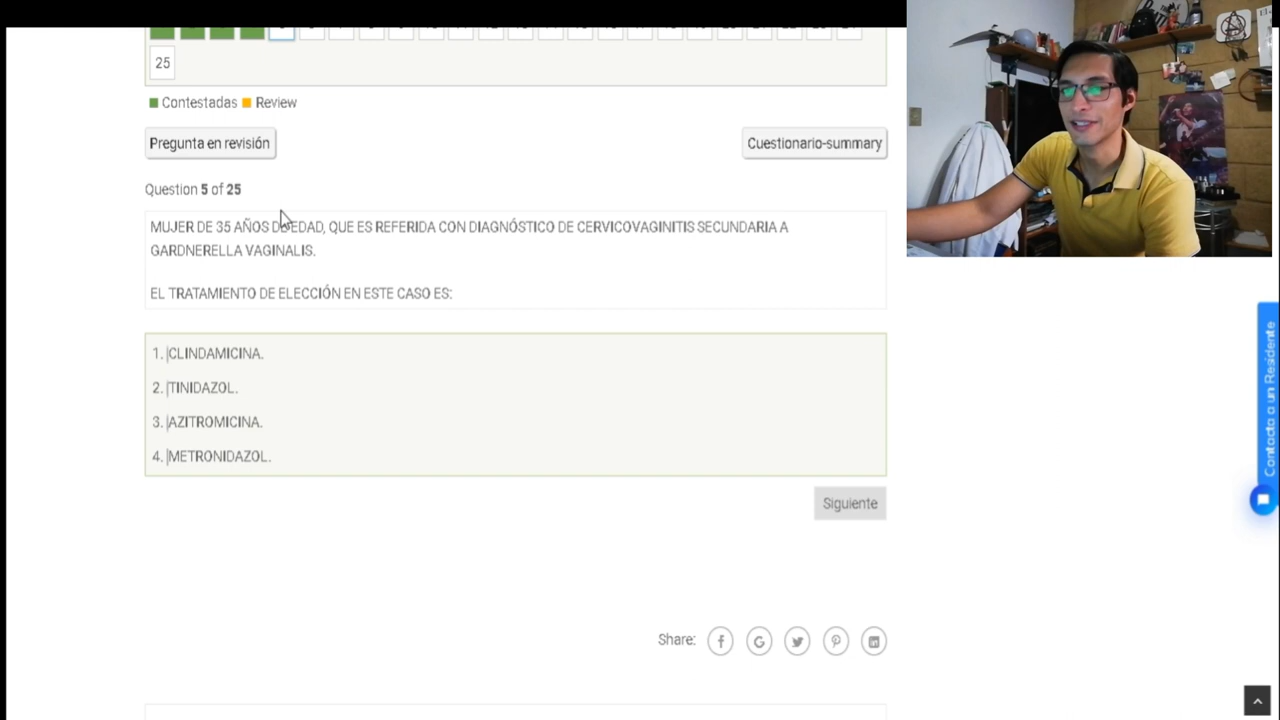 25
Contestadas Review
Pregunta en revisión
Cuestionario-summary
Question 5 of 25
MUJER DE 35 AÑOS DE EDAD, QUE ES REFERIDA CON DIAGNÓSTICO DE CERVICOVAGINITIS SECUNDARIA A
GARDNERELLA VAGINALIS.
EL TRATAMIENTO DE ELECCIÓN EN ESTE CASO ES:
1. CLINDAMICINA.
2. TINIDAZOL.
3. AZITROMICINA.
4. METRONIDAZOL.
Siguiente
Contacta a un Residente
Share: